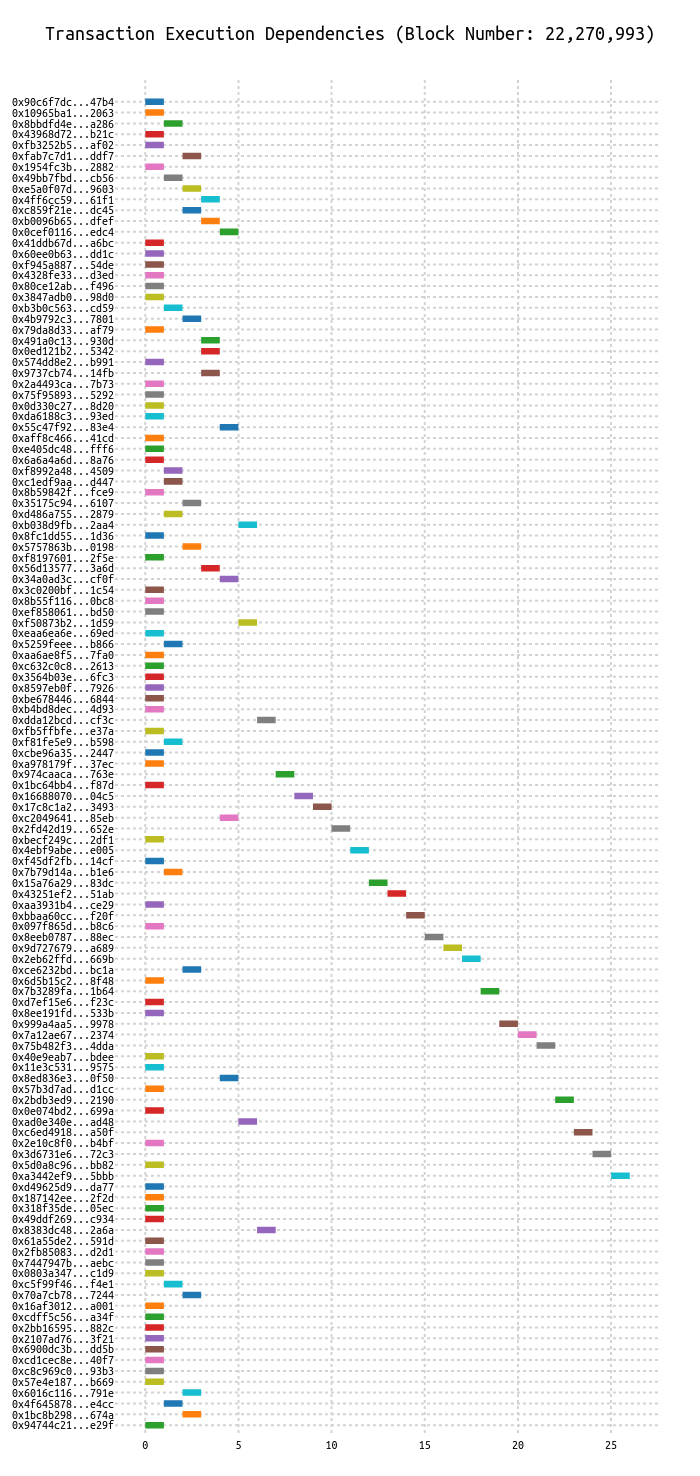 Transaction Execution Dependencies (Block Number: 22,270,993)
0x90c6f7dc...47b4
0x10965ba1...2063
0x8bbdfd4e...a286
0x43968d72...b21c
0xfb3252b5...af02
0xfab7c7d1...ddf7
0x1954fc3b...2882
0x49bb7fbd...cb56
0xe5a0f07d...9603
0x4ff6cc59...61f1
0xc859f21e...dc45
0xb0096b65...dfef
0x0cef0116...edc4
0x41ddb67d...a6bc
0x60ee0b63...dd1c
0xf945a887...54de
0x4328fe33...d3ed
0x80ce12ab...f496
0x3847adb0...98d0
0xb3b0c563...cd59
0x4b9792c3...7801
0x79da8d33...af79
0x491a0c13...930d
0x0ed121b2...5342
0x574dd8e2...b991
0x9737cb74...14fb
0x2a4493ca...7b73
0x75f95893...5292
0x0d330c27...8d20
0xda6188c3...93ed
0x55c47f92...83e4
0xaff8c466...41cd
0xe405dc48...fff6
0x6a6a4a6d...8a76
0xf8992a48...4509
0xc1edf9aa...d447
0x8b59842f...fce9
0x35175c94...6107
0xd486a755...2879
0xb038d9fb...2aa4
0x8fc1dd55...1d36
0x5757863b...0198
0xf8197601...2f5e
0x56d13577...3a6d
0x34a0ad3c...cf0f
0x3c0200bf...1c54
0x8b55f116...0bc8
0xef858061...bd50
0xf50873b2...1d59
0xeaa6ea6e...69ed
0x5259feee...b866
0xaa6ae8f5...7fa0
0xc632c0c8...2613
0x3564b03e...6fc3
0x8597eb0f...7926
0xbe678446...6844
0xb4bd8dec...4d93
0xdda12bcd...cf3c
0xfb5ffbfe...e37a
0xf81fe5e9...b598
0xcbe96a35...2447
0xa978179f...37ec
0x974caaca...763e
0x1bc64bb4...f87d
0x16688070...04c5
0x17c8c1a2...3493
0xc2049641...85eb
0x2fd42d19...652e
0xbecf249c...2df1
0x4ebf9abe...e005
0xf45df2fb...14cf
0x7b79d14a...b1e6
0x15a76a29...83dc
0x43251ef2...51ab
0xaa3931b4...ce29
0xbbaa60cc...f20f
0x097f865d...b8c6
0x8eeb0787...88ec
0x9d727679...a689
0x2eb62ffd...669b
0xce6232bd...bc1a
0x6d5b15c2...8f48
0x7b3289fa...1b64
0xd7ef15e6...f23c
0x8ee191fd...533b
0x999a4aa5...9978
0x7a12ae67...2374
0x75b482f3...4dda
0x40e9eab7...bdee
0x11e3c531...9575
0x8ed836e3...0f50
0x57b3d7ad...d1cc
0x2bdb3ed9...2190
0x0e074bd2...699a
0xad0e340e...ad48
0xc6ed4918...a50f
0x2e10c8f0...b4bf
0x3d6731e6...72c3
0x5d0a8c96...bb82
0xa3442ef9...5bbb
0xd49625d9...da77
0x187142ee...2f2d
0x318f35de...05ec
0x49ddf269...c934
0x8383dc48...2a6a
0x61a55de2...591d
0x2fb85083...d2d1
0x7447947b...aebc
0x0803a347...c1d9
0xc5f99f46...f4e1
0x70a7cb78...7244
0x16af3012...a001
0xcdff5c56...a34f
0x2bb16595...882c
0x2107ad76...3f21
0x6900dc3b...dd5b
0xcd1cec8e...40f7
0xc8c969c0...93b3
0x57e4e187...b669
0x6016c116...791e
0x4f645878...e4cc
0x1bc8b298...674a
0x94744c21...e29f
0 5 10 15 20 25